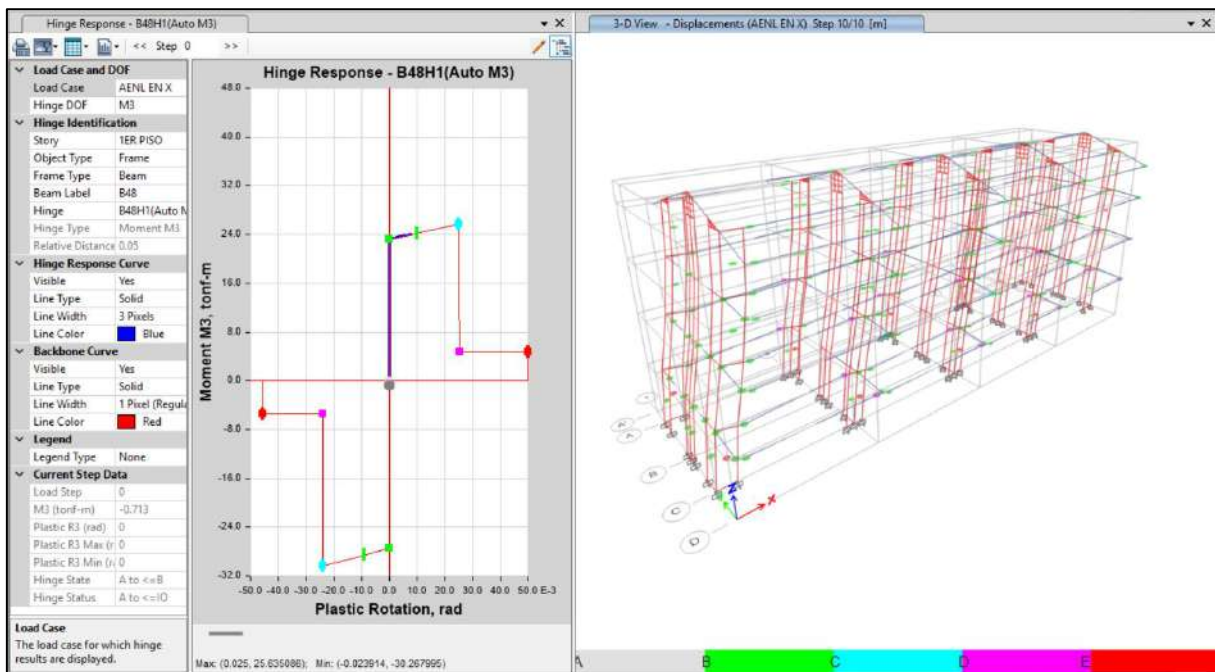 Hinge Response - B48H1(Auto M3)
<< Step 0 >>
Load Case and DOF
Load Case AENL EN X
Hinge DOF M3
Hinge Identification
Story 1ER PISO
Object Type Frame
Frame Type Beam
Beam Label B48
Hinge B48H1(Auto M
Hinge Type Moment M3
Relative Distance 0.05
Hinge Response Curve
Visible Yes
Line Type Solid
Line Width 3 Pixels
Line Color Blue
Backbone Curve
Visible Yes
Line Type Solid
Line Width 1 Pixel (Regula
Line Color Red
Legend
Legend Type None
Current Step Data
Load Step 0
M3 (tonf-m) -0.713
Plastic R3 (rad) 0
Plastic R3 Max (r 0
Plastic R3 Min (r 0
Hinge State A to <=B
Hinge Status A to <=IO
Load Case
The load case for which hinge
results are displayed.
Hinge Response - B48H1(Auto M3)
Moment M3, tonf-m
48.0
40.0
32.0
24.0
16.0
8.0
0.0
-8.0
-16.0
-24.0
-32.0
-50.0 -40.0 -30.0 -20.0 -10.0 0.0 10.0 20.0 30.0 40.0 50.0 E-3
Plastic Rotation, rad
Max: (0.025, 25.635086); Min: (-0.023914, -30.267995)
3-D View - Displacements (AENL EN X) Step 10/10 [m]
A
B
C
D
Z
X
A B C D E